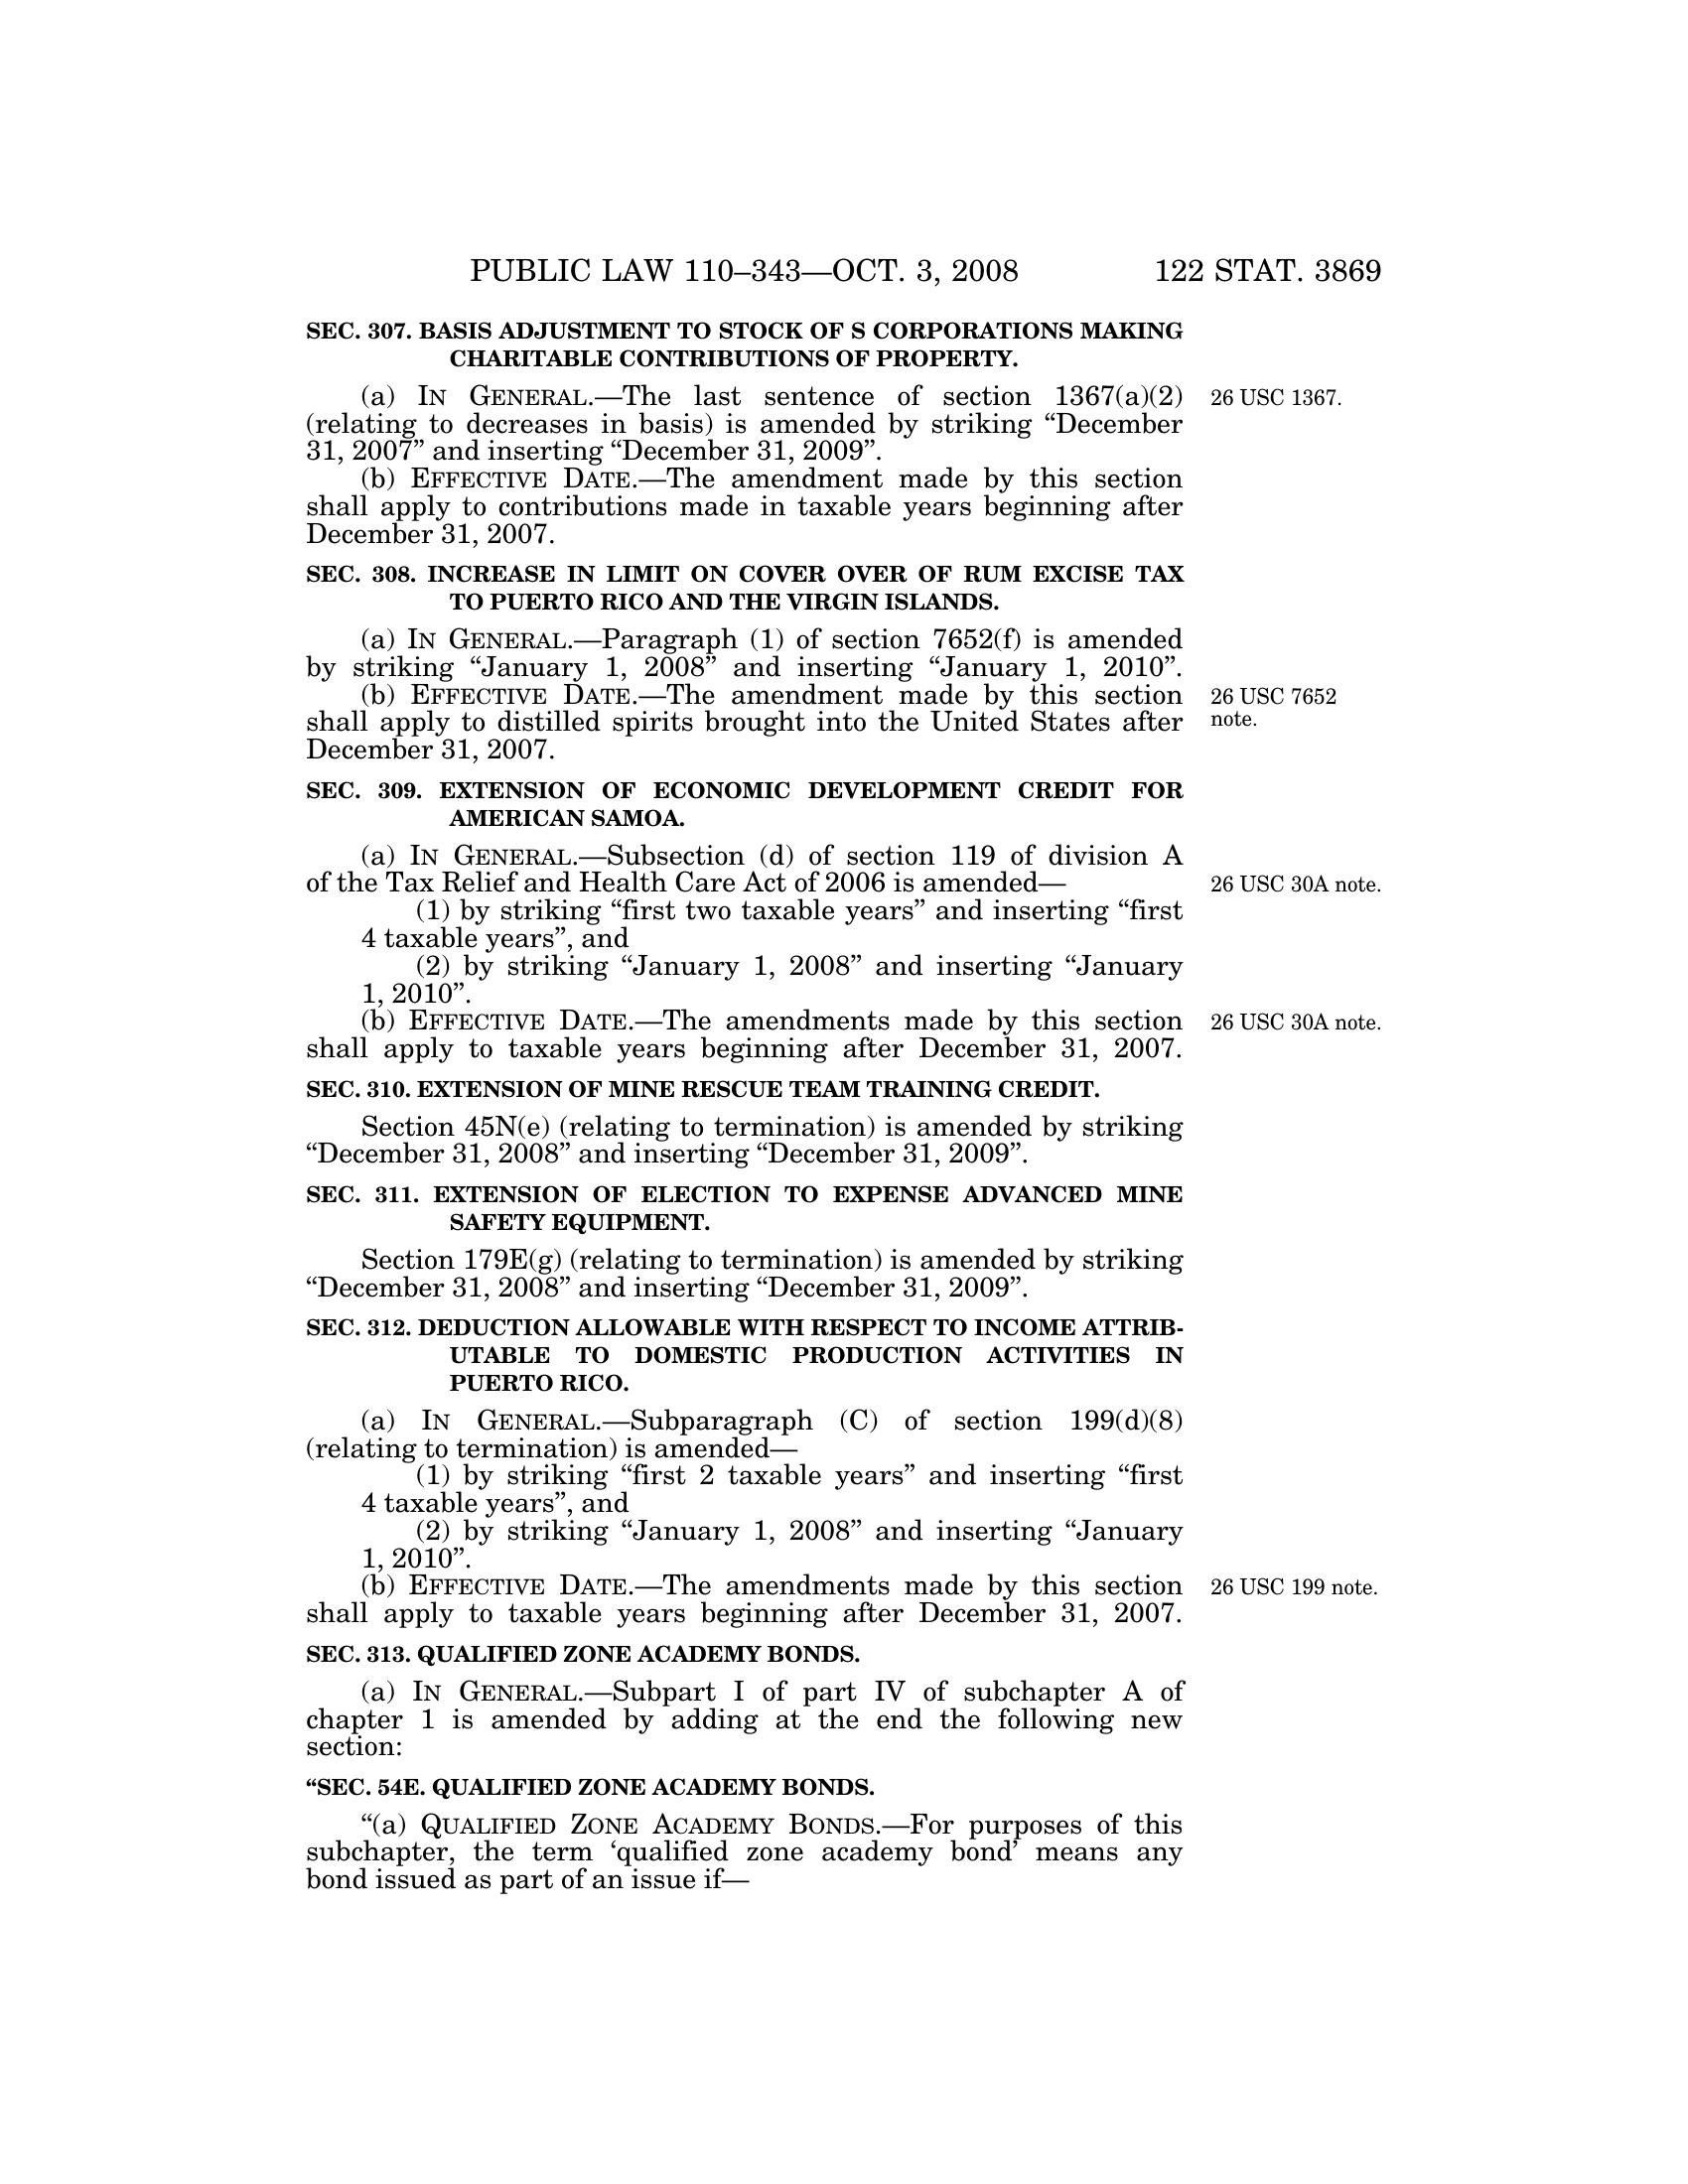 PUBLIC LAW 110–343—OCT. 3, 2008 122 STAT. 3869
SEC. 307. BASIS ADJUSTMENT TO STOCK OF S CORPORATIONS MAKING
CHARITABLE CONTRIBUTIONS OF PROPERTY.
(a) IN GENERAL.—The last sentence of section 1367(a)(2)
(relating to decreases in basis) is amended by striking “December
31, 2007” and inserting “December 31, 2009”.
(b) EFFECTIVE DATE.—The amendment made by this section
shall apply to contributions made in taxable years beginning after
December 31, 2007.
SEC. 308. INCREASE IN LIMIT ON COVER OVER OF RUM EXCISE TAX
TO PUERTO RICO AND THE VIRGIN ISLANDS.
(a) IN GENERAL.—Paragraph (1) of section 7652(f) is amended
by striking “January 1, 2008” and inserting “January 1, 2010”.
(b) EFFECTIVE DATE.—The amendment made by this section
shall apply to distilled spirits brought into the United States after
December 31, 2007.
SEC. 309. EXTENSION OF ECONOMIC DEVELOPMENT CREDIT FOR
AMERICAN SAMOA.
(a) IN GENERAL.—Subsection (d) of section 119 of division A
of the Tax Relief and Health Care Act of 2006 is amended—
(1) by striking “first two taxable years” and inserting “first
4 taxable years”, and
(2) by striking “January 1, 2008” and inserting “January
1, 2010”.
(b) EFFECTIVE DATE.—The amendments made by this section
shall apply to taxable years beginning after December 31, 2007.
SEC. 310. EXTENSION OF MINE RESCUE TEAM TRAINING CREDIT.
Section 45N(e) (relating to termination) is amended by striking
“December 31, 2008” and inserting “December 31, 2009”.
SEC. 311. EXTENSION OF ELECTION TO EXPENSE ADVANCED MINE
SAFETY EQUIPMENT.
Section 179E(g) (relating to termination) is amended by striking
“December 31, 2008” and inserting “December 31, 2009”.
SEC. 312. DEDUCTION ALLOWABLE WITH RESPECT TO INCOME ATTRIB-
UTABLE TO DOMESTIC PRODUCTION ACTIVITIES IN
PUERTO RICO.
(a) IN GENERAL.—Subparagraph (C) of section 199(d)(8)
(relating to termination) is amended—
(1) by striking “first 2 taxable years” and inserting “first
4 taxable years”, and
(2) by striking “January 1, 2008” and inserting “January
1, 2010”.
(b) EFFECTIVE DATE.—The amendments made by this section
shall apply to taxable years beginning after December 31, 2007.
SEC. 313. QUALIFIED ZONE ACADEMY BONDS.
(a) IN GENERAL.—Subpart I of part IV of subchapter A of
chapter 1 is amended by adding at the end the following new
section:
“SEC. 54E. QUALIFIED ZONE ACADEMY BONDS.
“(a) QUALIFIED ZONE ACADEMY BONDS.—For purposes of this
subchapter, the term ‘qualified zone academy bond’ means any
bond issued as part of an issue if—
26 USC 1367.
26 USC 7652
note.
26 USC 30A note.
26 USC 30A note.
26 USC 199 note.